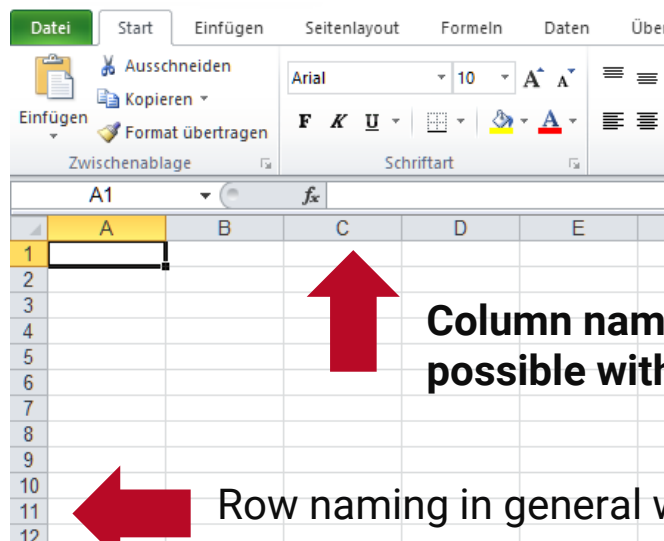 Datei Start Einfügen Seitenlayout Formeln Daten
Ausschneiden
Kopieren
Format übertragen
Einfügen
Arial 10 A A
F K U A
Zwischenablage Schriftart
A1 fx
A B C D E
1
2
3
4
5
6
7
8
9
10
11
12
Column nam
possible with
Row naming in general